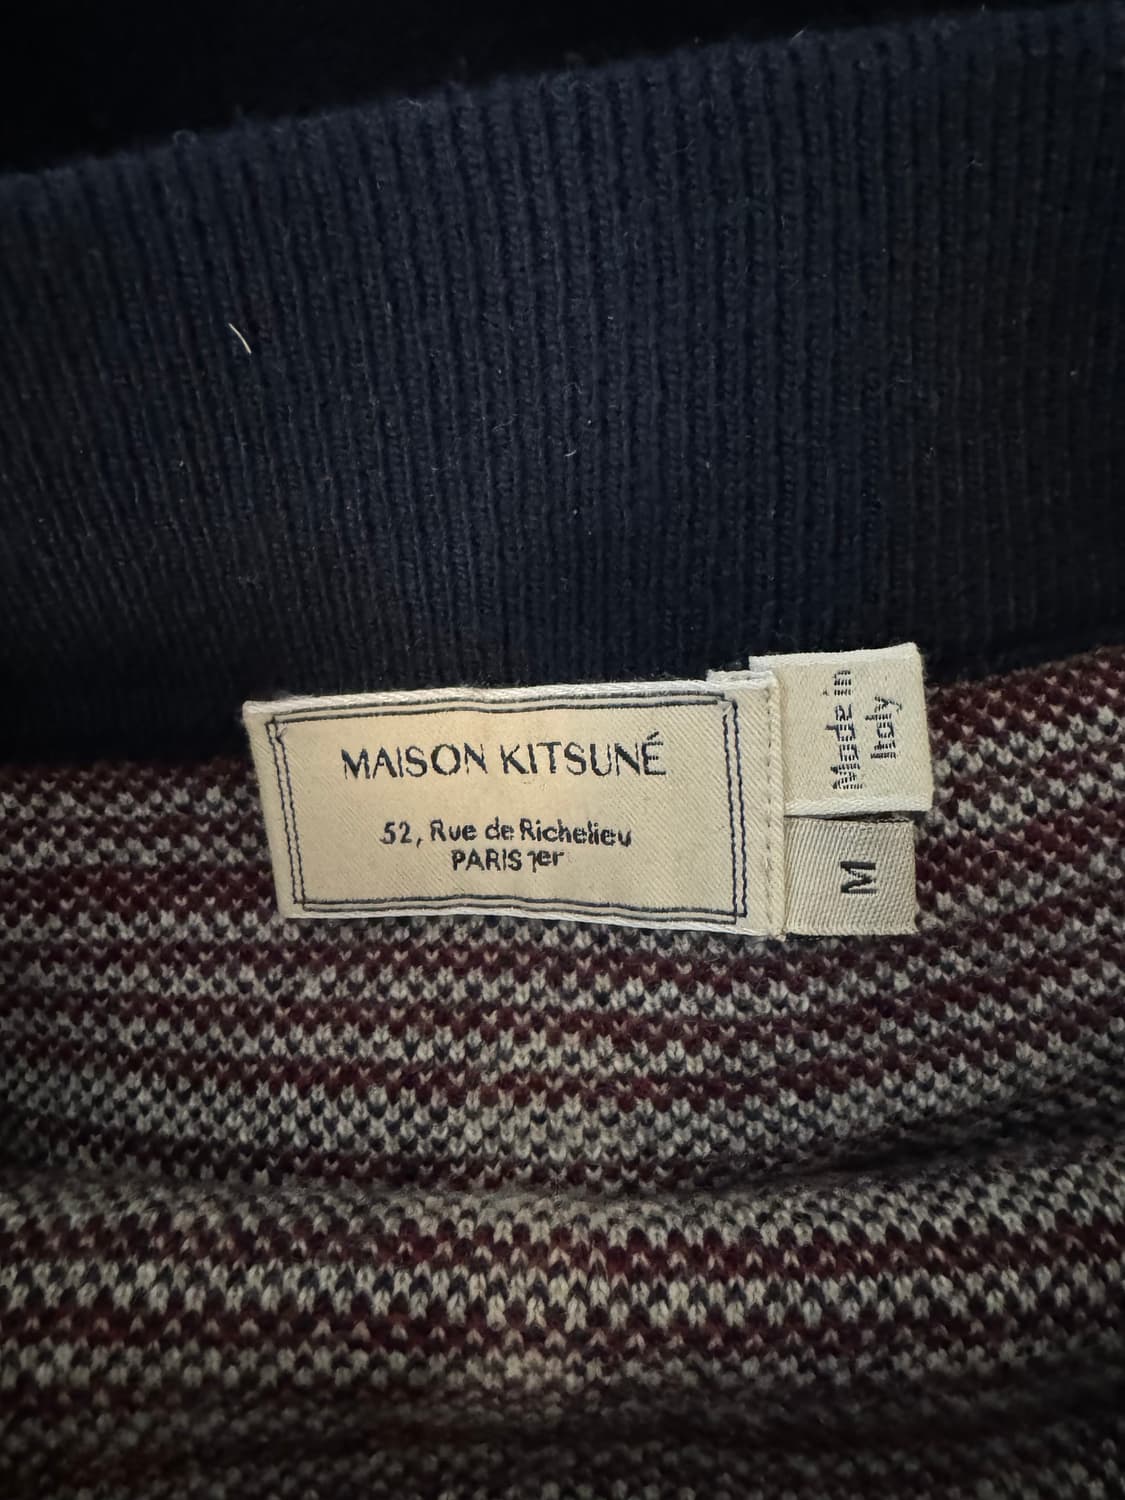 MAISON KITSUNÉ
52, Rue de Richelieu
PARIS 1er
Made in
Italy
M